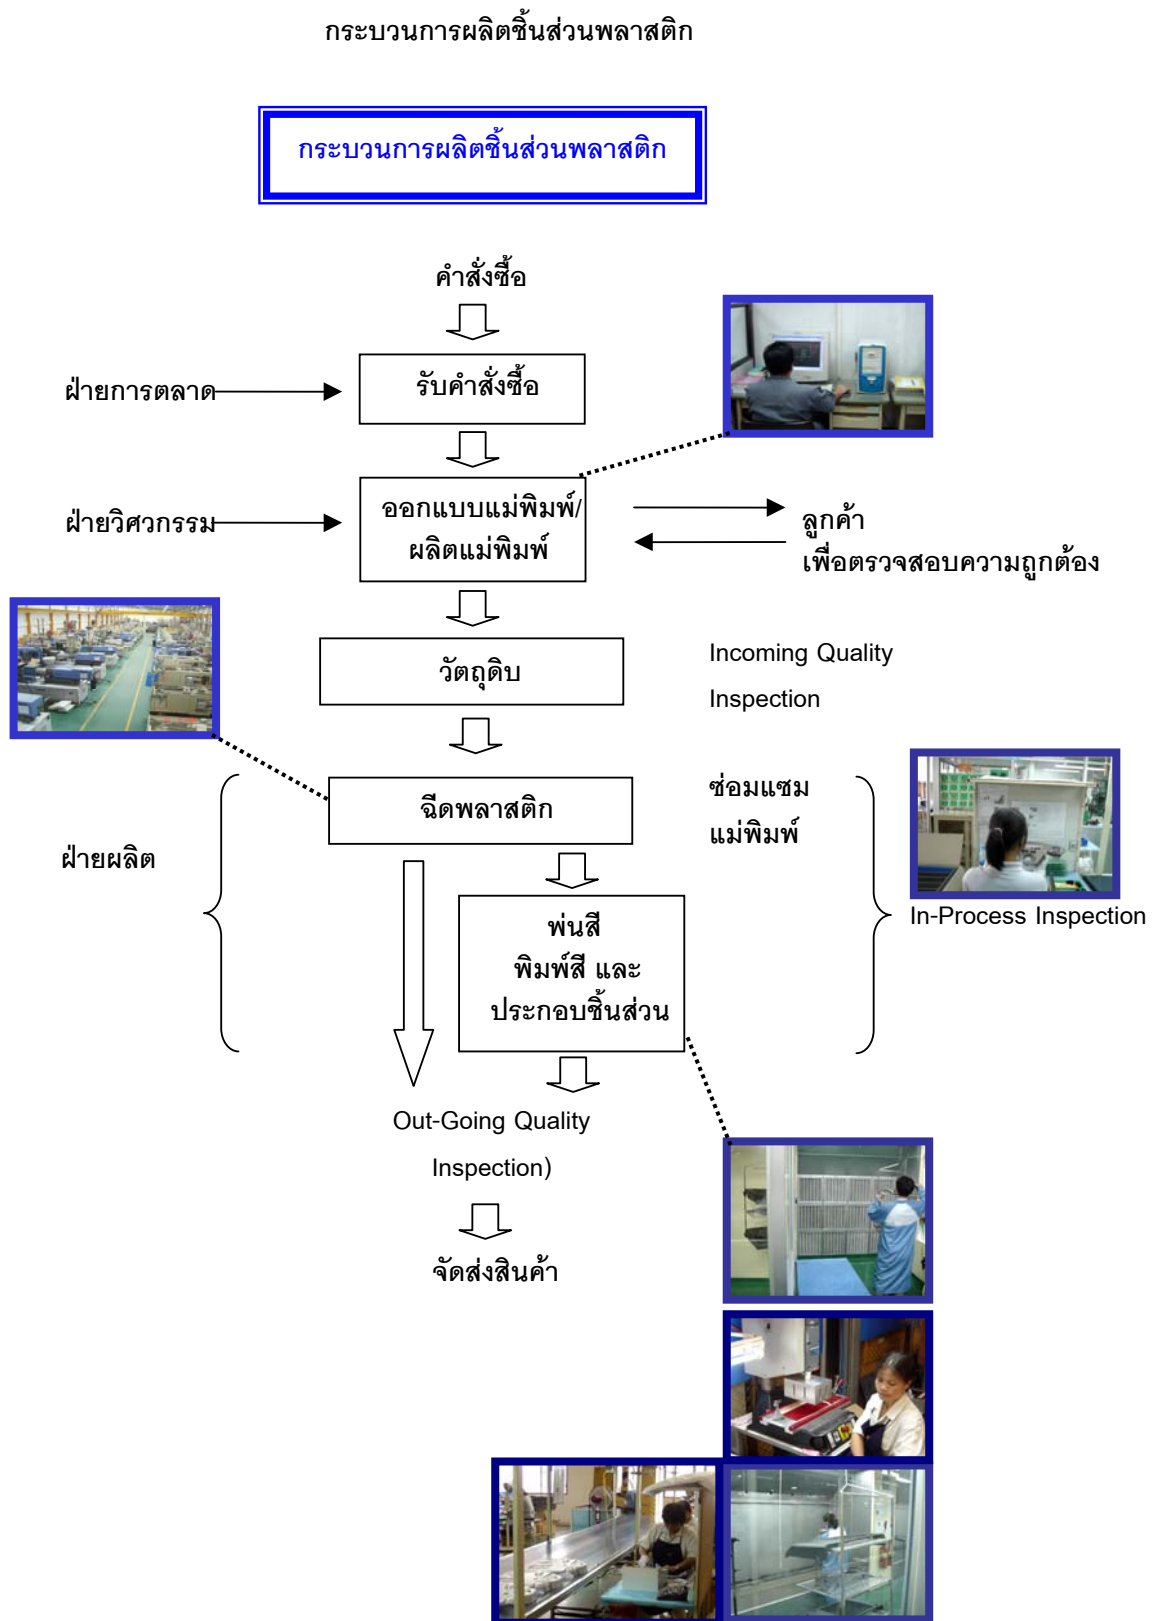 กระบวนการผลิตชิ้นส่วนพลาสติก
กระบวนการผลิตชิ้นส่วนพลาสติก
คำสั่งซื้อ
ฝ่ายการตลาด
รับคำสั่งซื้อ
ฝ่ายวิศวกรรม
ออกแบบแม่พิมพ์/
ผลิตแม่พิมพ์
ลูกค้า
เพื่อตรวจสอบความถูกต้อง
วัตถุดิบ
Incoming Quality
Inspection
ฉีดพลาสติก
ซ่อมแซม
แม่พิมพ์
ฝ่ายผลิต
In-Process Inspection
พ่นสี
พิมพ์สี และ
ประกอบชิ้นส่วน
Out-Going Quality
Inspection)
จัดส่งสินค้า